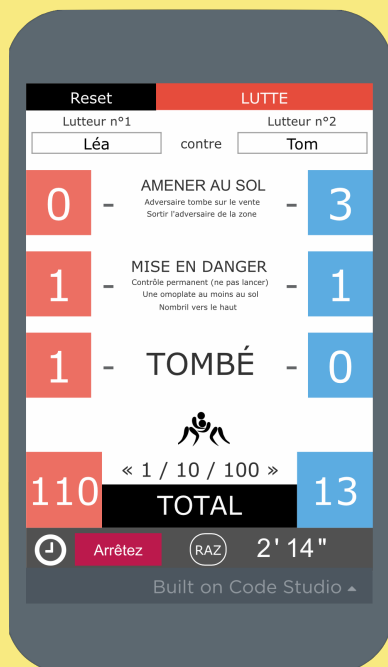 Reset LUTTE
Lutteur n°1 Lutteur n°2
Léa contre Tom
AMENER AU SOL
Adversaire tombe sur le vente
Sortir l'adversaire de la zone
0 - - 3
MISE EN DANGER
Contrôle permanent (ne pas lancer)
Une omoplate au moins au sol
Nombril vers le haut
1 - - 1
1 - TOMBÉ - 0
« 1 / 10 / 100 »
110 TOTAL 13
Arrêtez RAZ 2'14"
Built on Code Studio